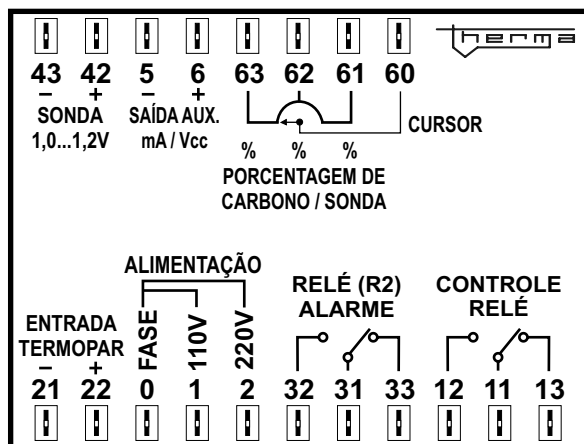 therma
43 42 5 6 63 62 61 60
− + − +
SONDA
1,0...1,2V
SAÍDA AUX.
mA / Vcc
CURSOR
% % %
PORCENTAGEM DE
CARBONO / SONDA
ALIMENTAÇÃO
ENTRADA
TERMOPAR
− +
FASE
110V
220V
RELÉ (R2)
ALARME
CONTROLE
RELÉ
21 22 0 1 2 32 31 33 12 11 13